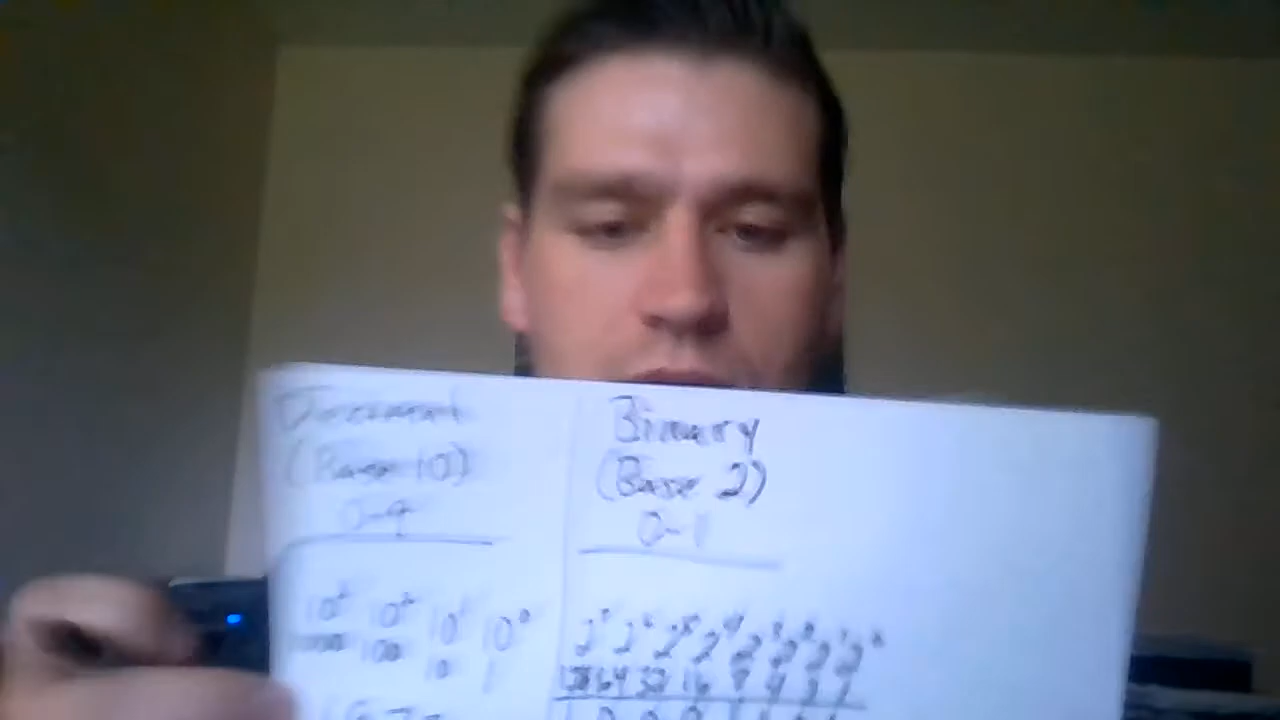 Decimal
(Base 10)
0-9
10³ 10² 10¹ 10⁰
1000 100 10 1
Binary
(Base 2)
0-1
2⁷ 2⁶ 2⁵ 2⁴ 2³ 2² 2¹ 2⁰
128 64 32 16 8 4 2 1